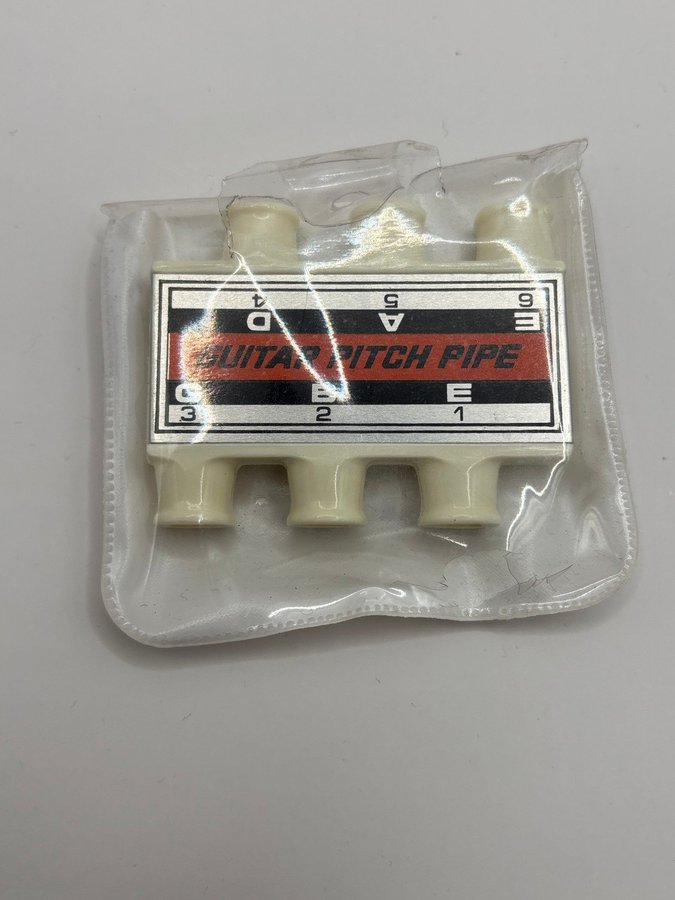 4 5 6
D A E
GUITAR PITCH PIPE
G B E
3 2 1